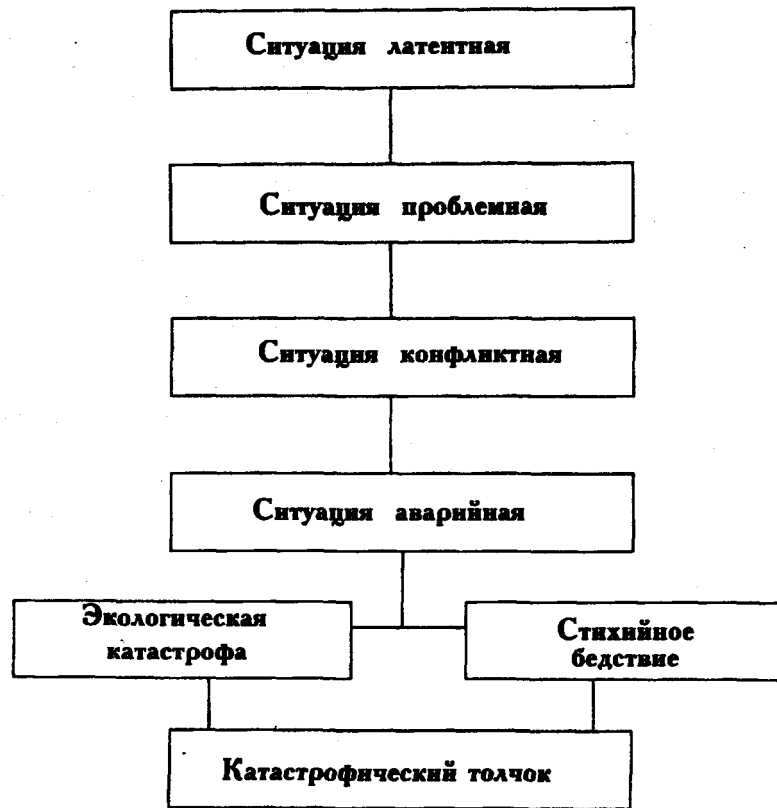 Ситуация латентная
Ситуация проблемная
Ситуация конфликтная
Ситуация аварийная
Экологическая
катастрофа
Стихийное
бедствие
Катастрофический толчок